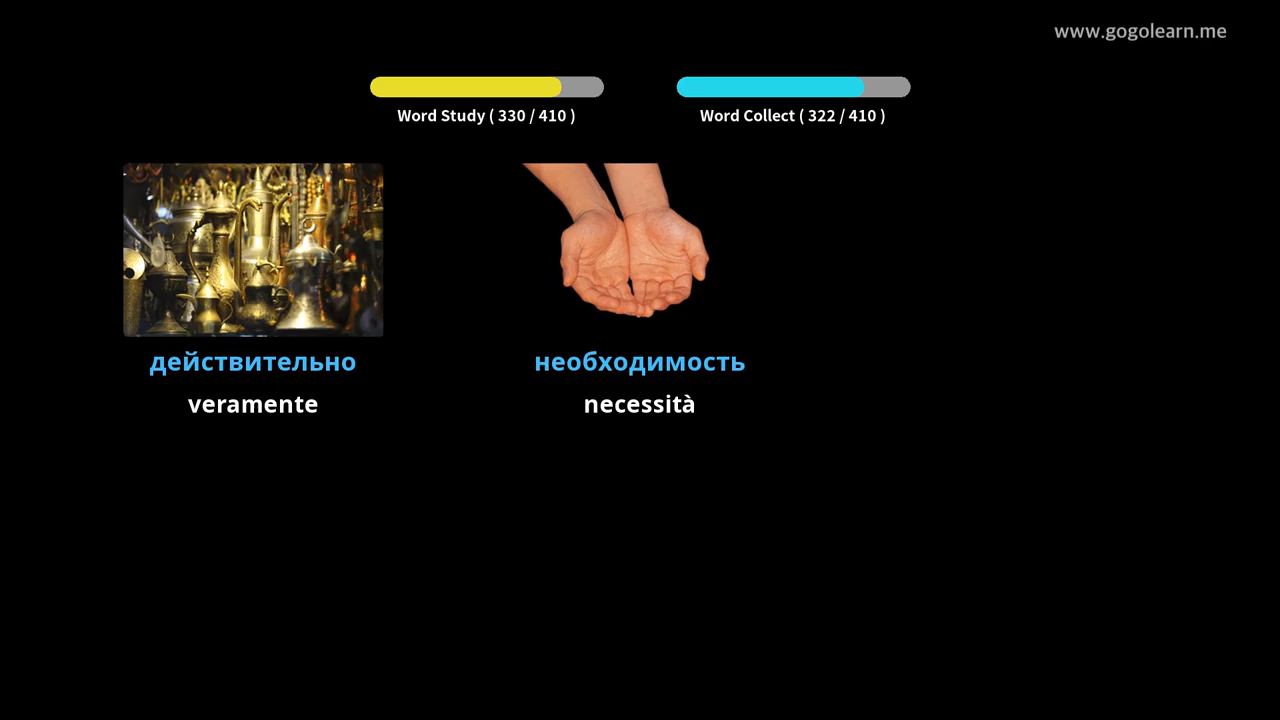 www.gogolearn.me
Word Study ( 330 / 410 )
Word Collect ( 322 / 410 )
действительно
veramente
необходимость
necessità